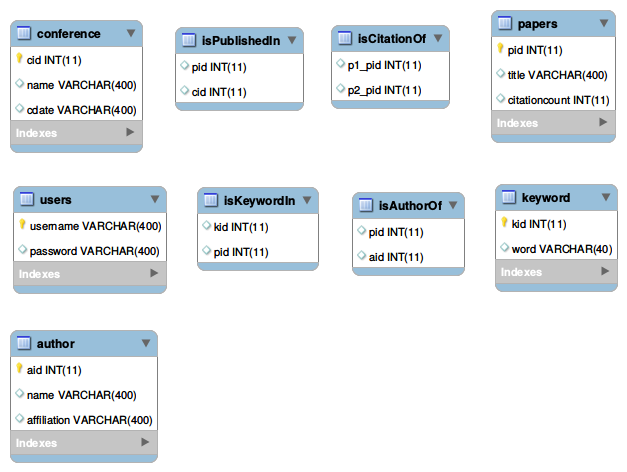 conference
cid INT(11)
name VARCHAR(400)
cdate VARCHAR(400)
Indexes
isPublishedIn
pid INT(11)
cid INT(11)
isCitationOf
p1_pid INT(11)
p2_pid INT(11)
papers
pid INT(11)
title VARCHAR(400)
citationcount INT(11)
Indexes
users
username VARCHAR(400)
password VARCHAR(400)
Indexes
isKeywordIn
kid INT(11)
pid INT(11)
isAuthorOf
pid INT(11)
aid INT(11)
keyword
kid INT(11)
word VARCHAR(40)
Indexes
author
aid INT(11)
name VARCHAR(400)
affiliation VARCHAR(400)
Indexes